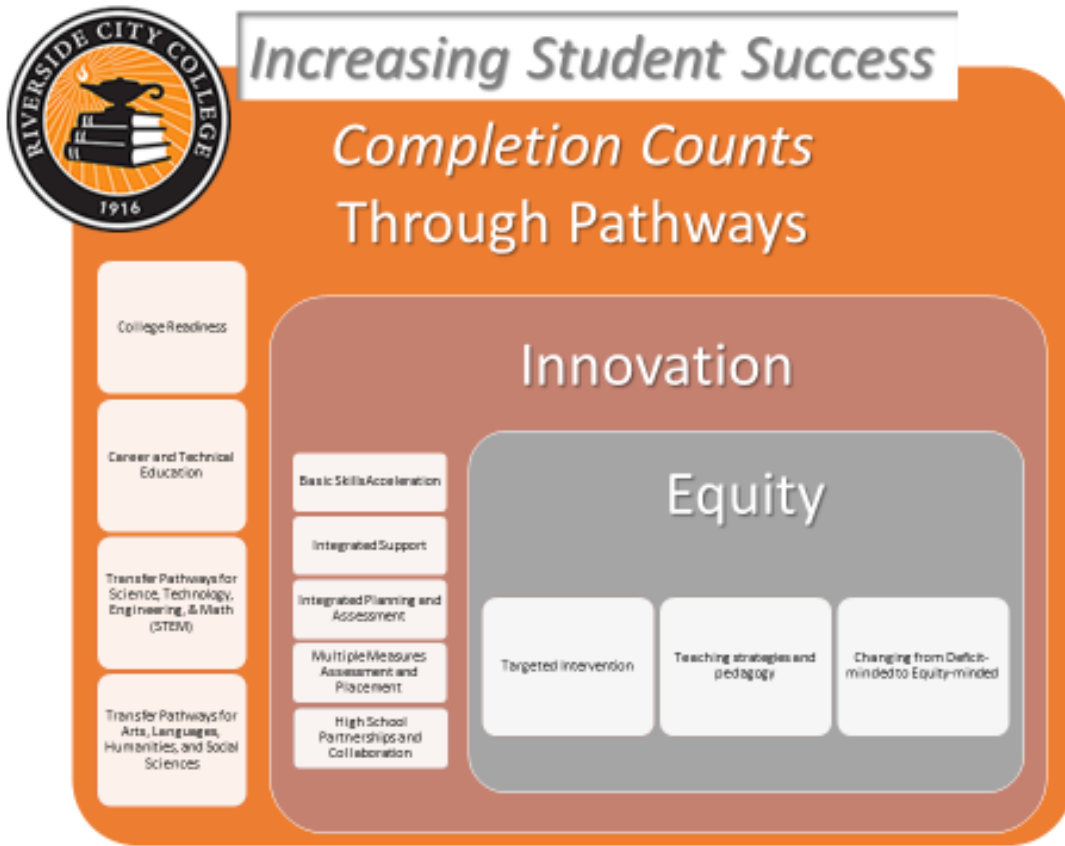 RIVERSIDE CITY COLLEGE
1916
Increasing Student Success
Completion Counts
Through Pathways
College Readiness
Career and Technical
Education
Transfer Pathways for
Science, Technology,
Engineering, & Math
(STEM)
Transfer Pathways for
Arts, Languages,
Humanities, and Social
Sciences
Innovation
Basic Skills Acceleration
Integrated Support
Integrated Planning and
Assessment
Multiple Measures
Assessment and
Placement
High School
Partnerships and
Collaboration
Equity
Targeted Intervention
Teaching strategies and
pedagogy
Changing from Deficit-
minded to Equity-minded